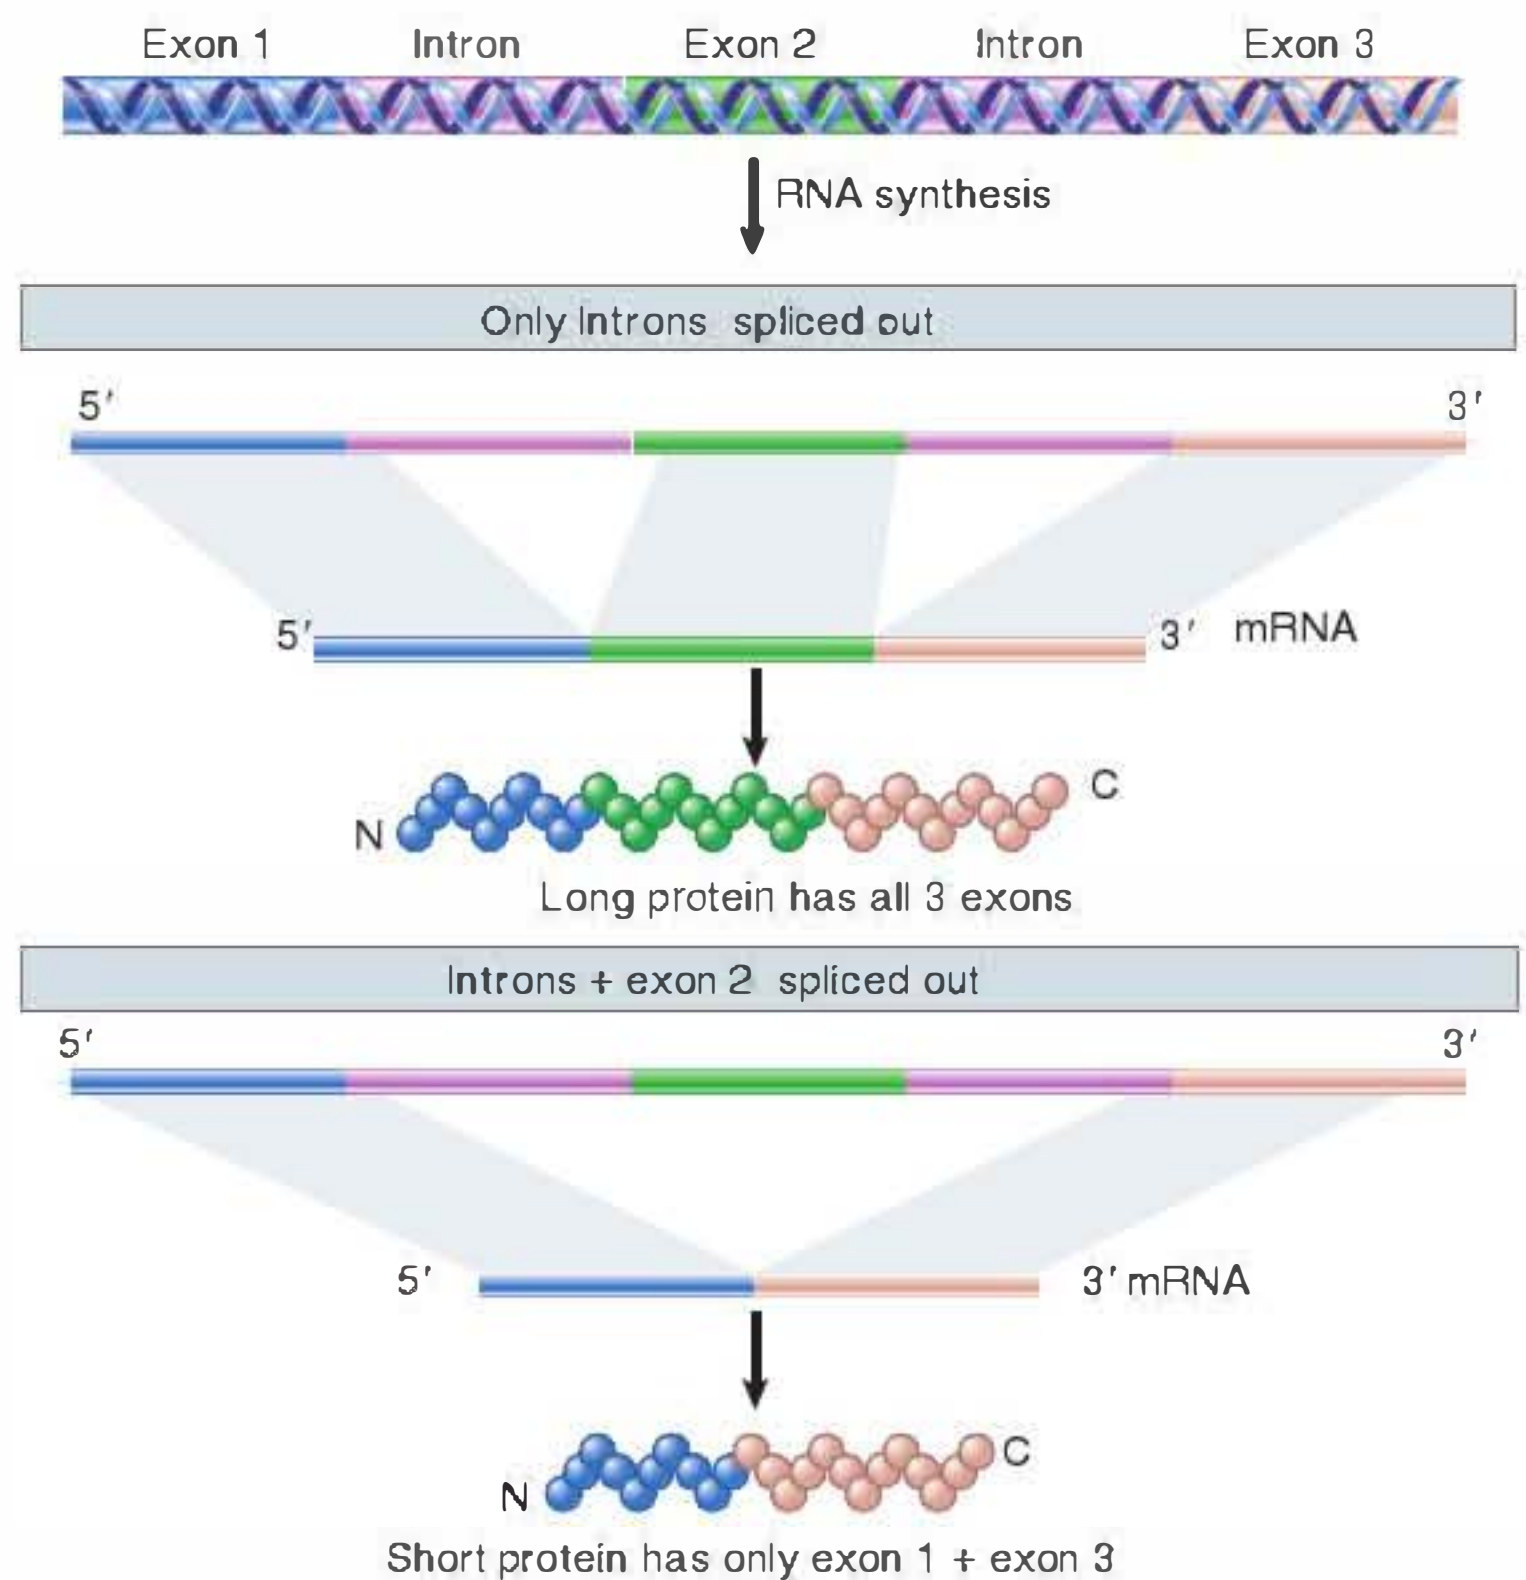 Exon 1 Intron Exon 2 Intron Exon 3
RNA synthesis
Only Introns spliced out
5′ 3′
5′ 3′ mRNA
N C
Long protein has all 3 exons
Introns + exon 2 spliced out
5′ 3′
5′ 3′ mRNA
N C
Short protein has only exon 1 + exon 3